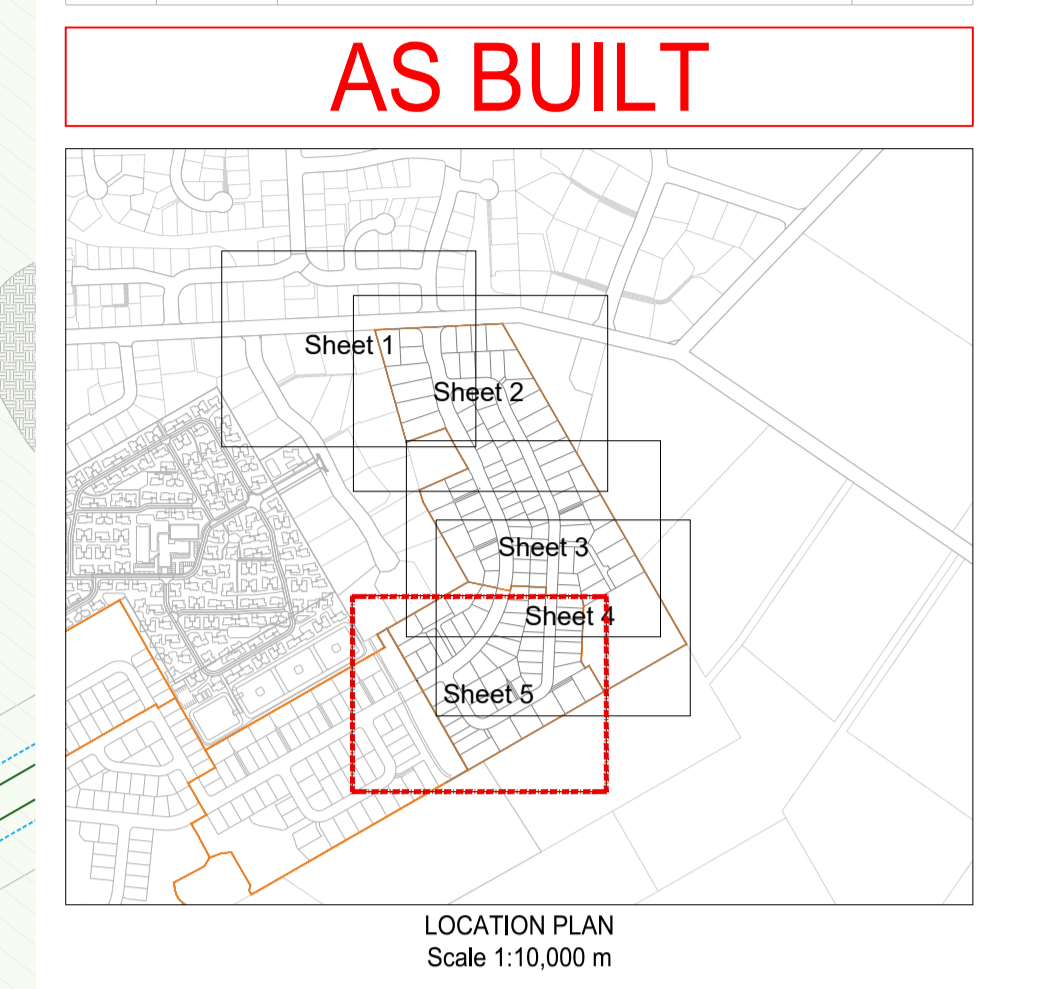 AS BUILT
Sheet 1
Sheet 2
Sheet 3
Sheet 4
Sheet 5
LOCATION PLAN
Scale 1:10,000 m